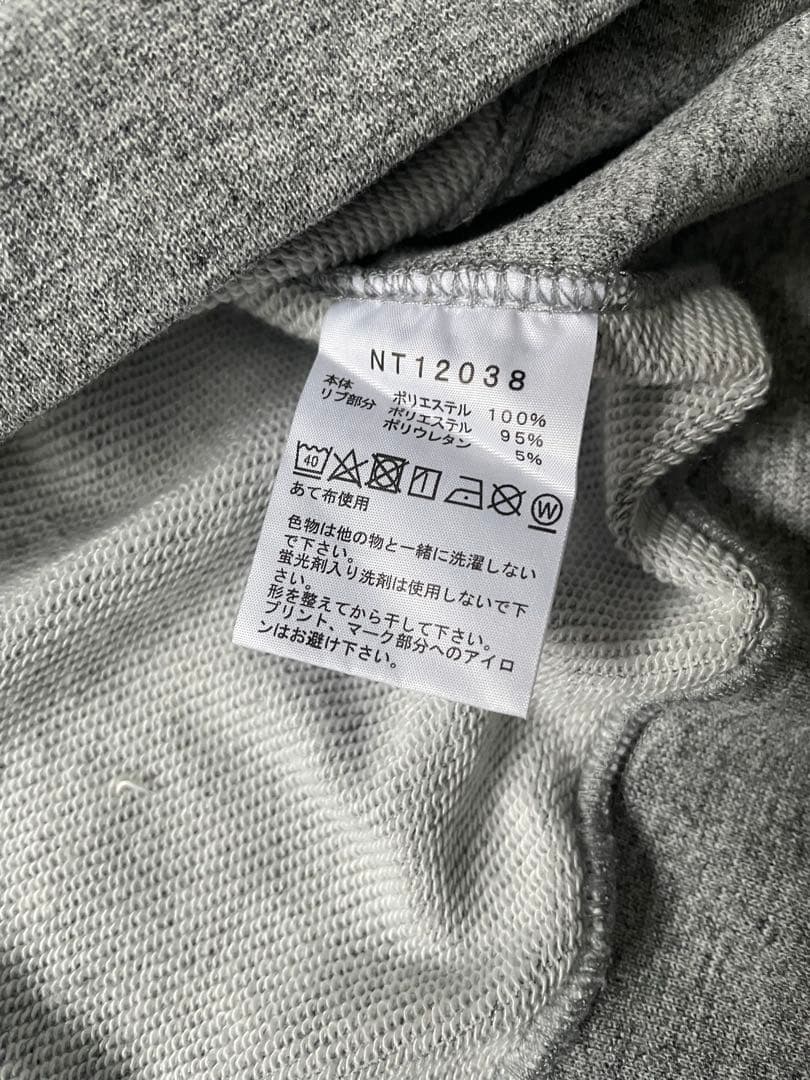 NT12038
本体 ポリエステル 100%
リブ部分 ポリエステル 95%
ポリウレタン 5%
40
W
あて布使用
色物は他の物と一緒に洗濯しない
で下さい。
蛍光剤入り洗剤は使用しないで下
さい。
形を整えてから干して下さい。
プリント、マーク部分へのアイロ
ンはお避け下さい。